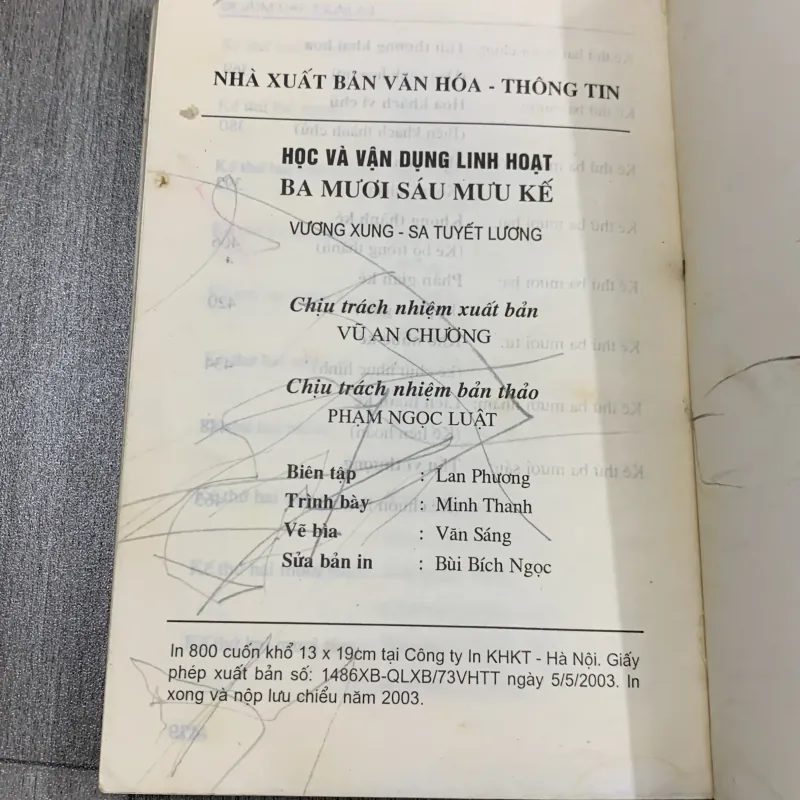 NHÀ XUẤT BẢN VĂN HÓA - THÔNG TIN
HỌC VÀ VẬN DỤNG LINH HOẠT
BA MƯƠI SÁU MƯU KẾ
VƯƠNG XUNG - SA TUYẾT LƯƠNG
Chịu trách nhiệm xuất bản
VŨ AN CHƯƠNG
Chịu trách nhiệm bản thảo
PHẠM NGỌC LUẬT
Biên tập : Lan Phương
Trình bày : Minh Thanh
Vẽ bìa : Văn Sáng
Sửa bản in : Bùi Bích Ngọc
In 800 cuốn khổ 13 x 19cm tại Công ty In KHKT - Hà Nội. Giấy
phép xuất bản số: 1486XB-QLXB/73VHTT ngày 5/5/2003. In
xong và nộp lưu chiểu năm 2003.